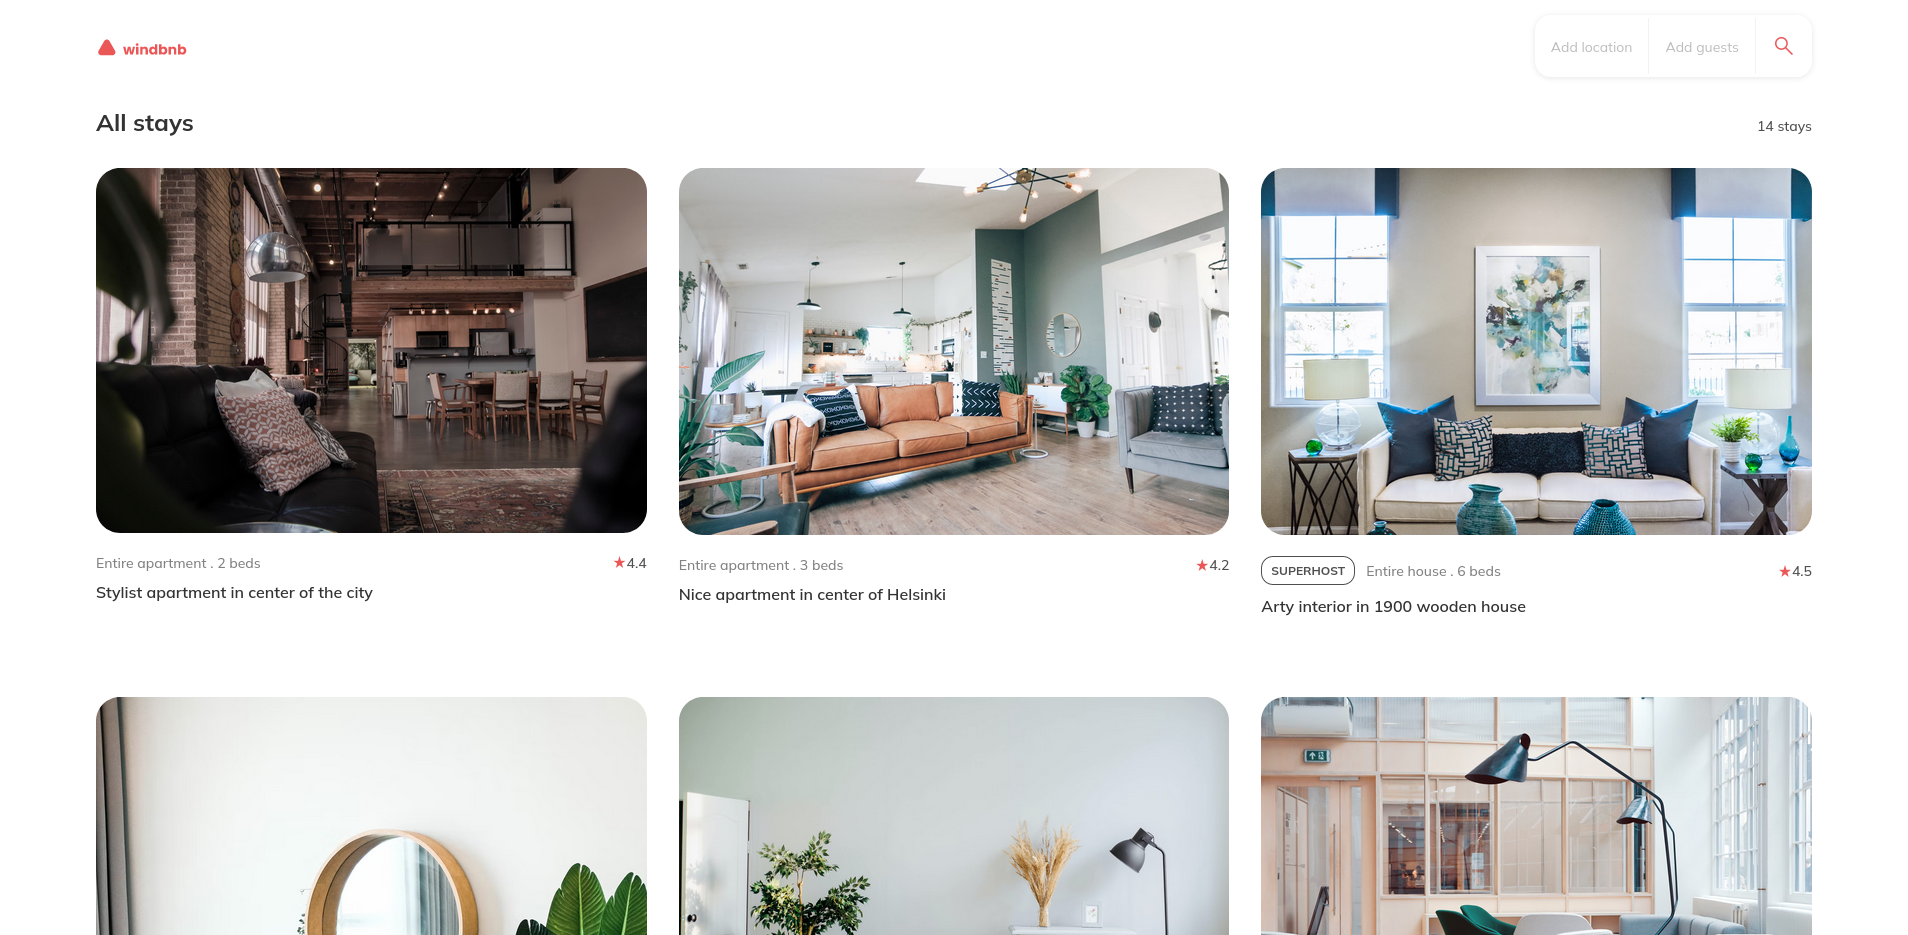 windbnb
Add location
Add guests
All stays
14 stays
Entire apartment . 2 beds
4.4
Stylist apartment in center of the city
Entire apartment . 3 beds
4.2
Nice apartment in center of Helsinki
SUPERHOST
Entire house . 6 beds
4.5
Arty interior in 1900 wooden house